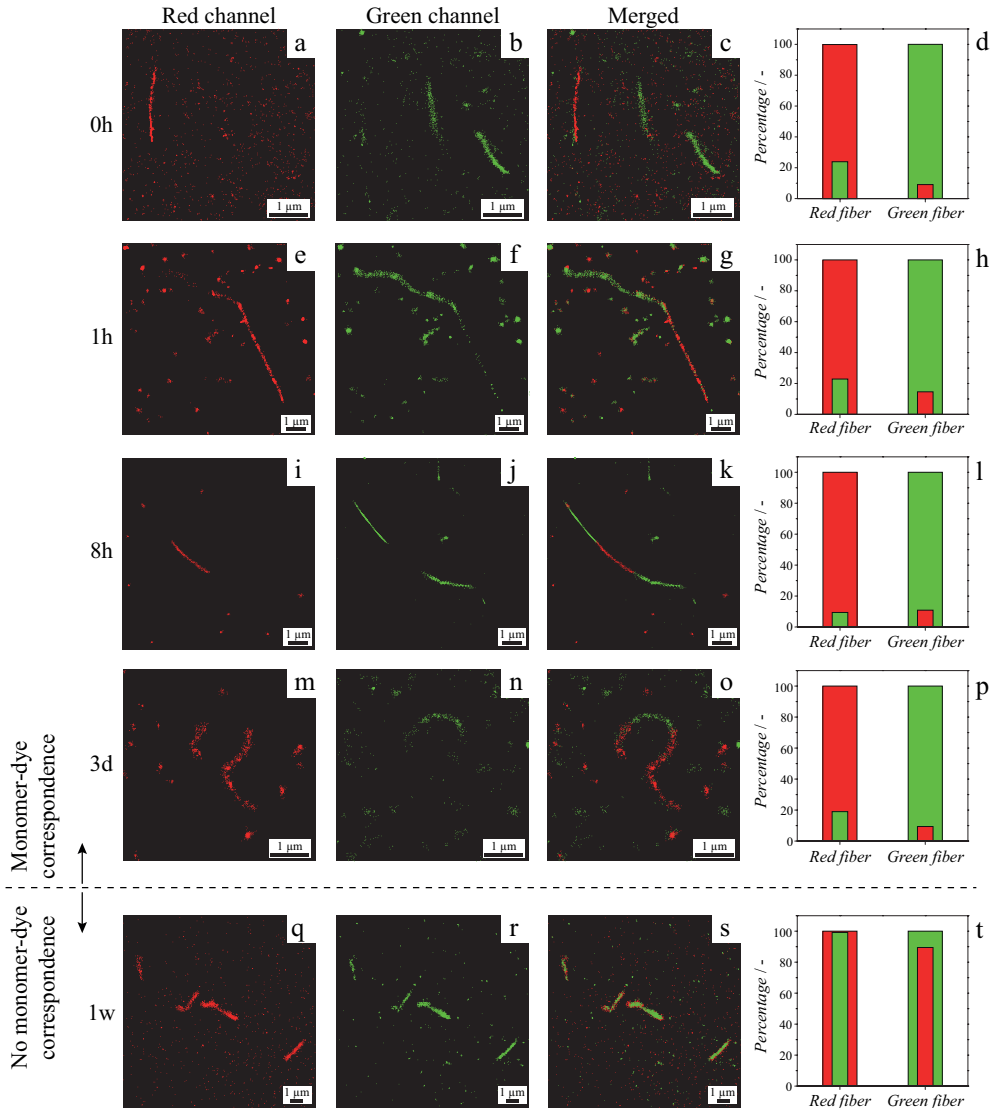 Red channel Green channel Merged
0h
a b c d
1 µm 1 µm 1 µm
Percentage / -
100
80
60
40
20
0
Red fiber Green fiber
1h
e f g h
1 µm 1 µm 1 µm
Percentage / -
100
80
60
40
20
0
Red fiber Green fiber
8h
i j k l
1 µm 1 µm 1 µm
Percentage / -
100
80
60
40
20
0
Red fiber Green fiber
Monomer-dye
correspondence
3d
m n o p
1 µm 1 µm 1 µm
Percentage / -
100
80
60
40
20
0
Red fiber Green fiber
No monomer-dye
correspondence
1w
q r s t
1 µm 1 µm 1 µm
Percentage / -
100
80
60
40
20
0
Red fiber Green fiber